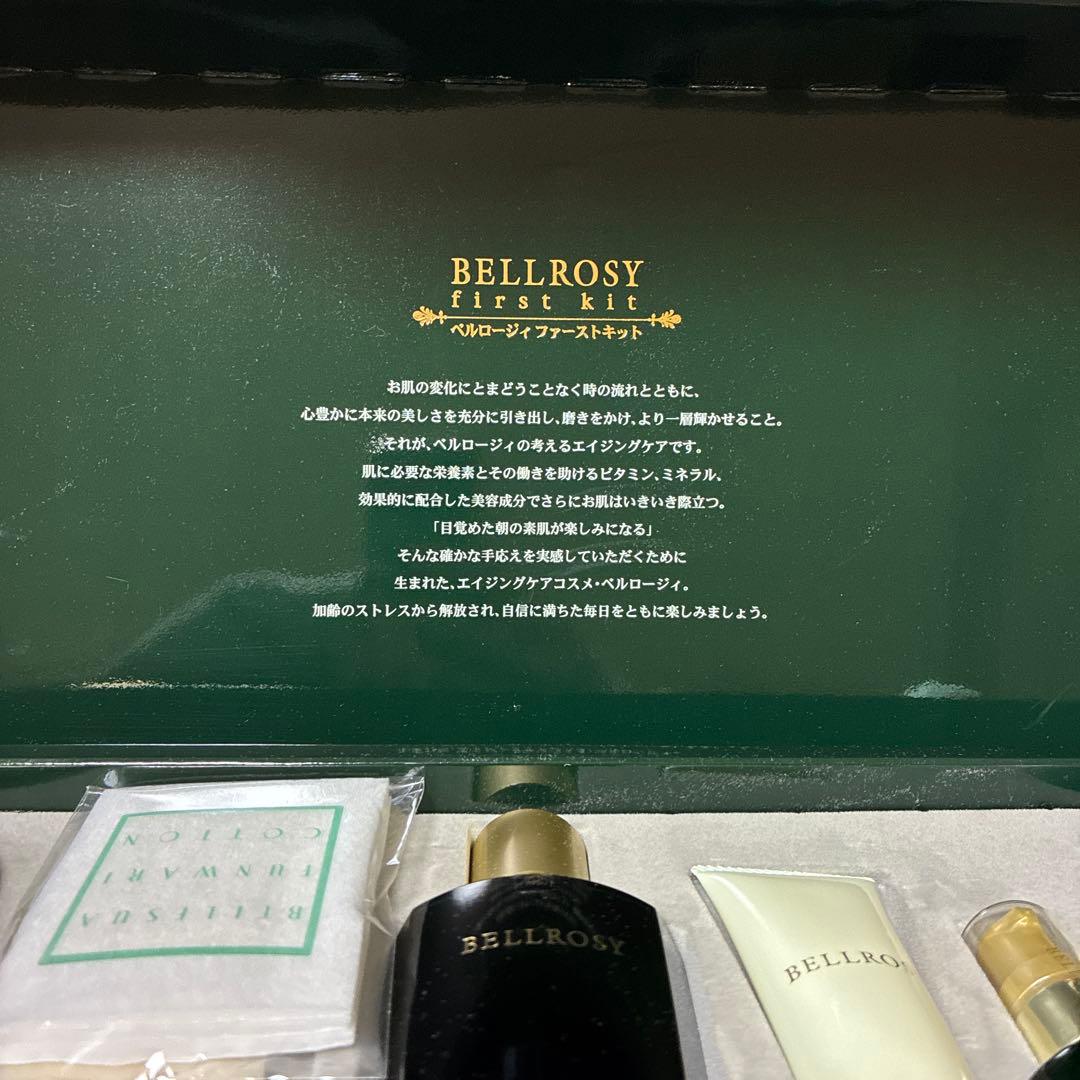 BELLROSY
first kit
ベルロージィ ファーストキット
お肌の変化にとまどうことなく時の流れとともに、
心豊かに本来の美しさを充分に引き出し、磨きをかけ、より一層輝かせること。
それが、ベルロージィの考えるエイジングケアです。
肌に必要な栄養素とその働きを助けるビタミン、ミネラル、
効果的に配合した美容成分でさらにお肌はいきいき際立つ。
「目覚めた朝の素肌が楽しみになる」
そんな確かな手応えを実感していただくために
生まれた、エイジングケアコスメ・ベルロージィ。
加齢のストレスから解放され、自信に満ちた毎日をともに楽しみましょう。
BTILLESUA
FUNWARI
COTTON
BELLROSY
BELLROSY